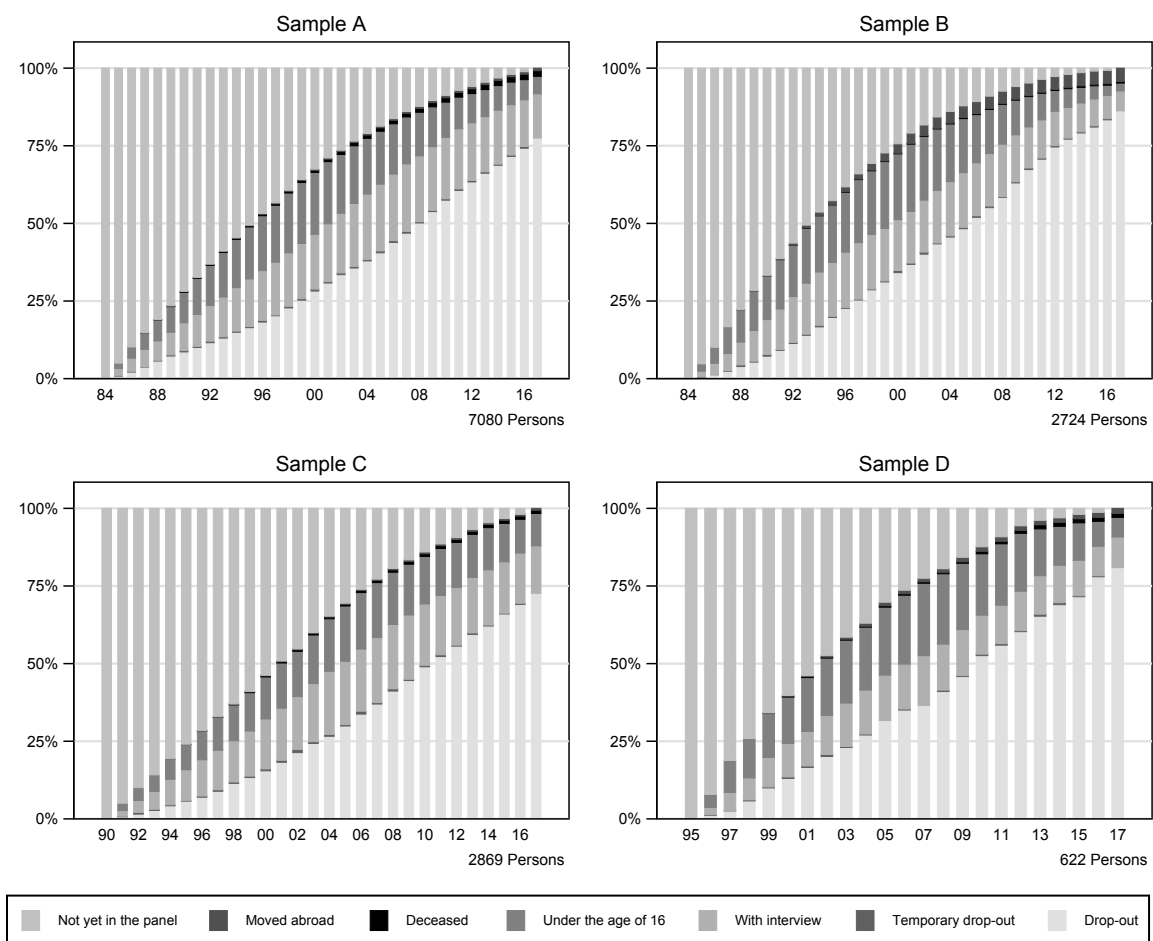 Sample A
100%
75%
50%
25%
0%
84 88 92 96 00 04 08 12 16
7080 Persons
Sample B
100%
75%
50%
25%
0%
84 88 92 96 00 04 08 12 16
2724 Persons
Sample C
100%
75%
50%
25%
0%
90 92 94 96 98 00 02 04 06 08 10 12 14 16
2869 Persons
Sample D
100%
75%
50%
25%
0%
95 97 99 01 03 05 07 09 11 13 15 17
622 Persons
Not yet in the panel Moved abroad Deceased Under the age of 16 With interview Temporary drop-out Drop-out